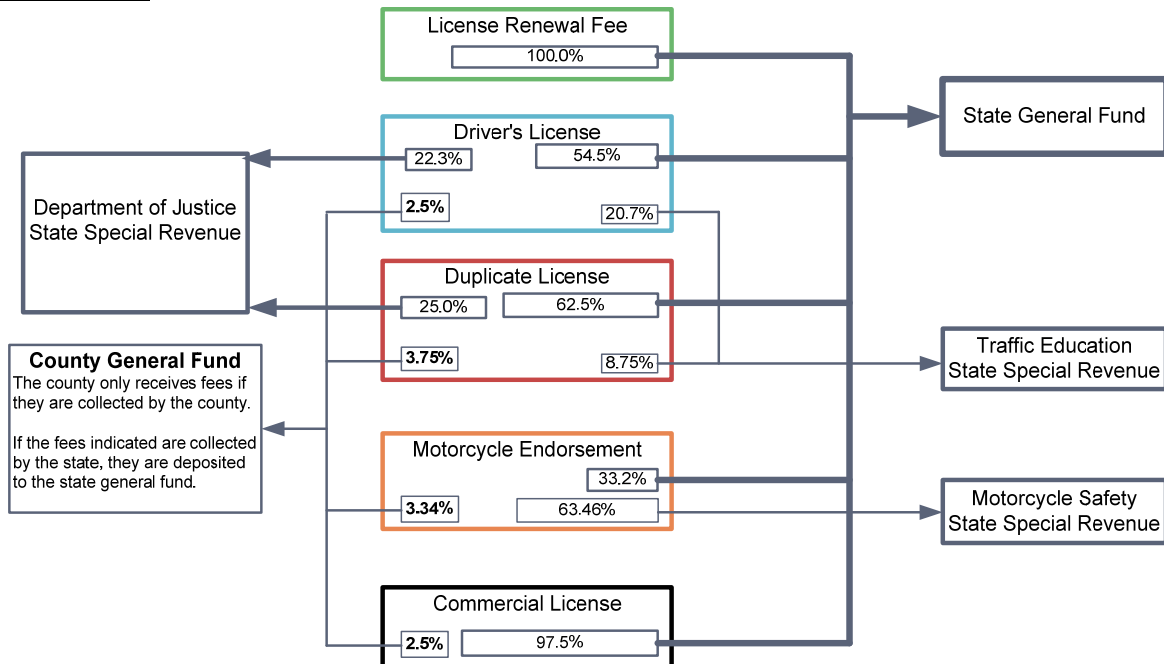 License Renewal Fee
100.0%
State General Fund
Driver's License
22.3%
54.5%
2.5%
20.7%
Department of Justice
State Special Revenue
Duplicate License
25.0%
62.5%
3.75%
8.75%
Traffic Education
State Special Revenue
County General Fund
The county only receives fees if
they are collected by the county.
If the fees indicated are collected
by the state, they are deposited
to the state general fund.
Motorcycle Endorsement
33.2%
3.34%
63.46%
Motorcycle Safety
State Special Revenue
Commercial License
2.5%
97.5%